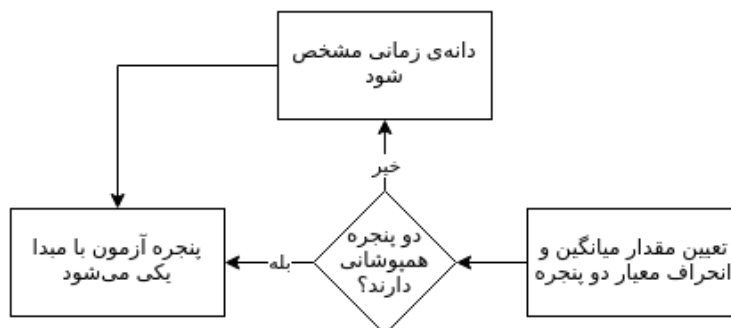 دانه‌ی زمانی مشخص
شود
خیر
تعیین مقدار میانگین و
انحراف معیار دو پنجره
دو پنجره
همپوشانی
دارند؟
بله
پنجره آزمون با مبدا
یکی می‌شود